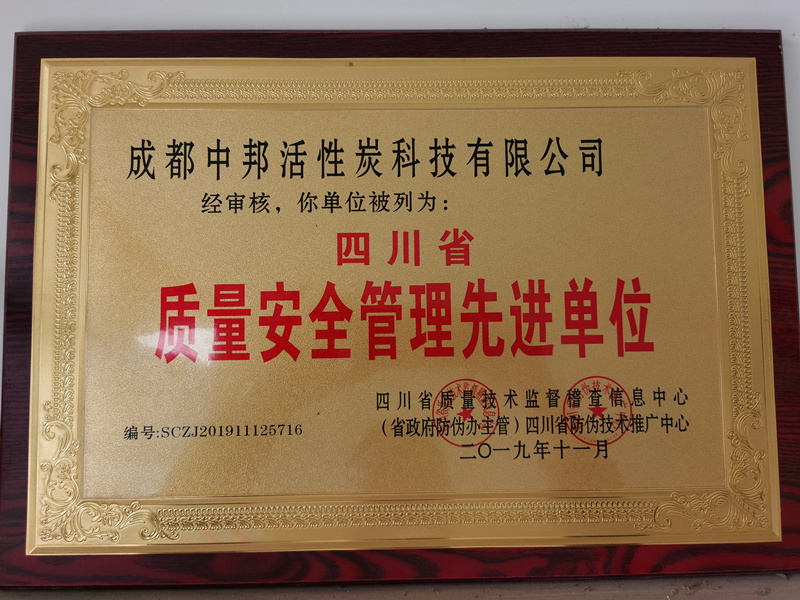 成都中邦活性炭科技有限公司
经审核，你单位被列为：
四川省
质量安全管理先进单位
四川省质量技术监督稽查信息中心
编号:SCZJ201911125716
（省政府防伪办主管）四川省防伪技术推广中心
二〇一九年十一月